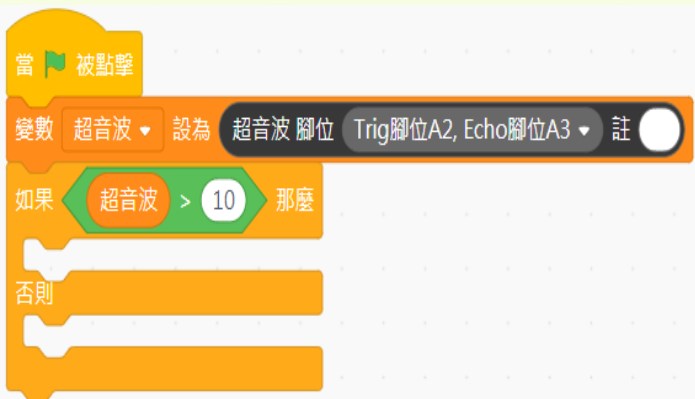 當 被點擊
變數 超音波 設為 超音波 腳位 Trig腳位A2, Echo腳位A3 註
如果 超音波 > 10 那麼
否則